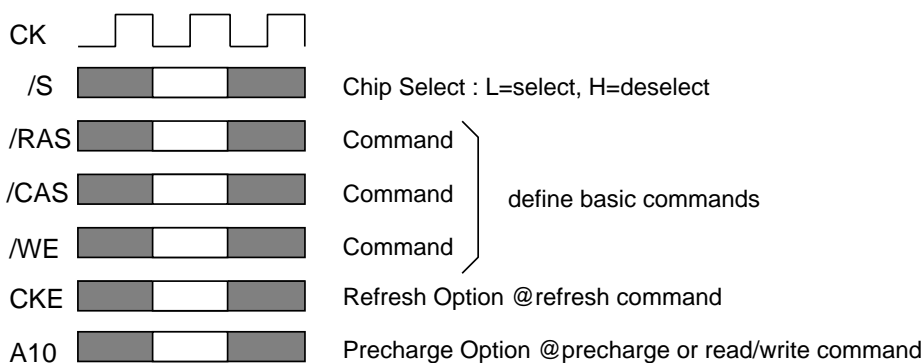 CK
/S Chip Select : L=select, H=deselect
/RAS Command
/CAS Command define basic commands
/WE Command
CKE Refresh Option @refresh command
A10 Precharge Option @precharge or read/write command